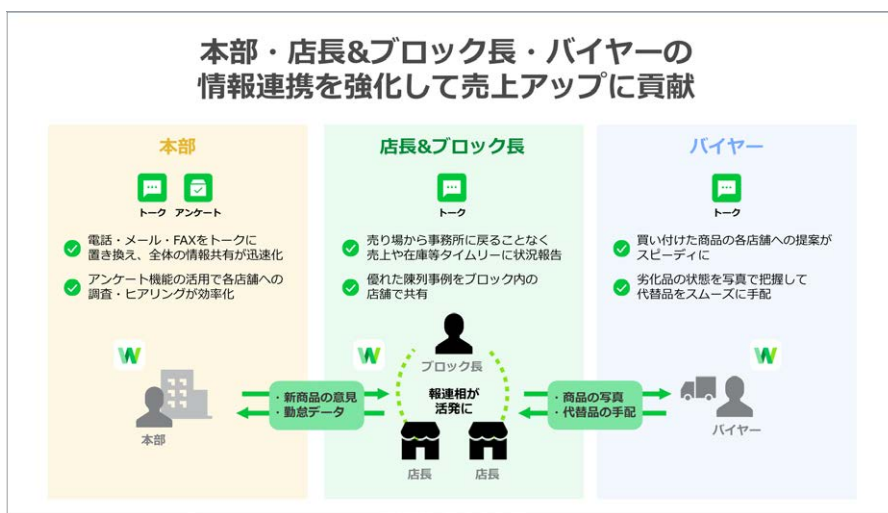 本部・店長&ブロック長・バイヤーの
情報連携を強化して売上アップに貢献
本部
トーク アンケート
電話・メール・FAXをトークに
置き換え、全体の情報共有が迅速化
アンケート機能の活用で各店舗への
調査・ヒアリングが効率化
W
本部
・新商品の意見
・勤怠データ
店長&ブロック長
トーク
売り場から事務所に戻ることなく
売上や在庫等タイムリーに状況報告
優れた陳列事例をブロック内の
店舗で共有
W
ブロック長
報連相が
活発に
店長
店長
・商品の写真
・代替品の手配
バイヤー
トーク
買い付けた商品の各店舗への提案が
スピーディに
劣化品の状態を写真で把握して
代替品をスムーズに手配
W
バイヤー